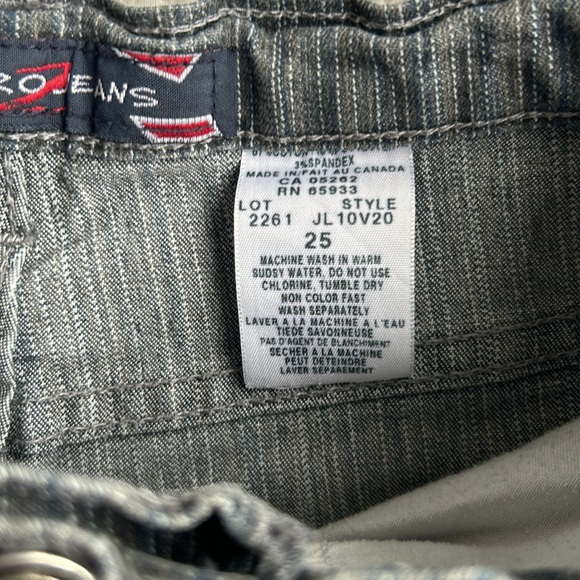 JEANS
3%SPANDEX
MADE IN/FAIT AU CANADA
CA 05262
RN 65933
LOT STYLE
2261 JL10V20
25
MACHINE WASH IN WARM
SUDSY WATER, DO NOT USE
CHLORINE, TUMBLE DRY
NON COLOR FAST
WASH SEPARATELY
LAVER A LA MACHINE A L'EAU
TIEDE SAVONNEUSE
PAS D'AGENT DE BLANCHIMENT
SECHER A LA MACHINE
PEUT DETEINDRE
LAVER SEPAREMENT